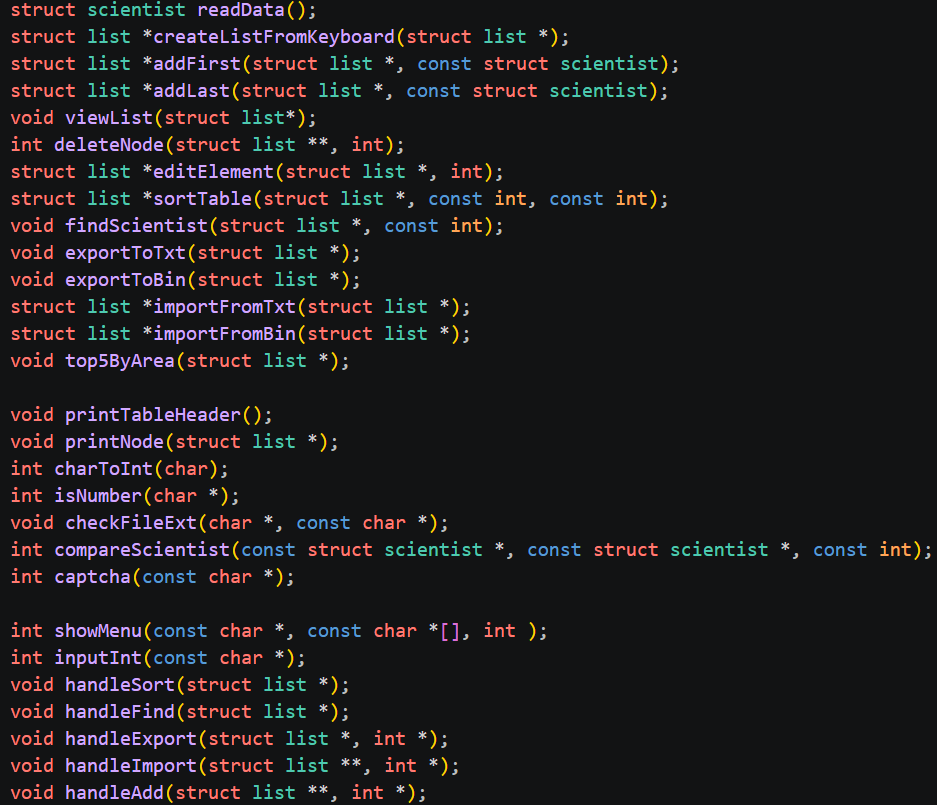 struct scientist readData();
struct list *createListFromKeyboard(struct list *);
struct list *addFirst(struct list *, const struct scientist);
struct list *addLast(struct list *, const struct scientist);
void viewList(struct list*);
int deleteNode(struct list **, int);
struct list *editElement(struct list *, int);
struct list *sortTable(struct list *, const int, const int);
void findScientist(struct list *, const int);
void exportToTxt(struct list *);
void exportToBin(struct list *);
struct list *importFromTxt(struct list *);
struct list *importFromBin(struct list *);
void top5ByArea(struct list *);

void printTableHeader();
void printNode(struct list *);
int charToInt(char);
int isNumber(char *);
void checkFileExt(char *, const char *);
int compareScientist(const struct scientist *, const struct scientist *, const int);
int captcha(const char *);

int showMenu(const char *, const char *[], int );
int inputInt(const char *);
void handleSort(struct list *);
void handleFind(struct list *);
void handleExport(struct list *, int *);
void handleImport(struct list **, int *);
void handleAdd(struct list **, int *);